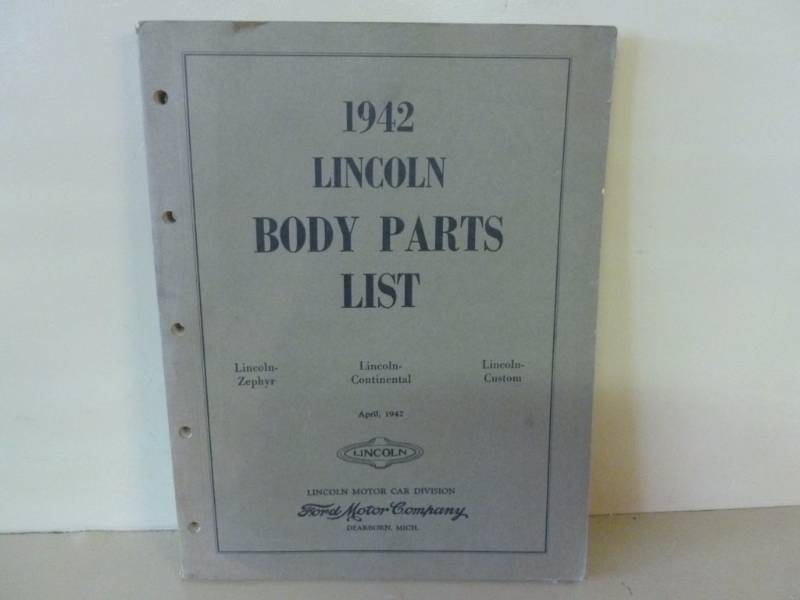 1942
LINCOLN
BODY PARTS
LIST
Lincoln- Lincoln- Lincoln-
Zephyr Continental Custom
April, 1942
LINCOLN
LINCOLN MOTOR CAR DIVISION
Ford Motor Company
DEARBORN, MICH.